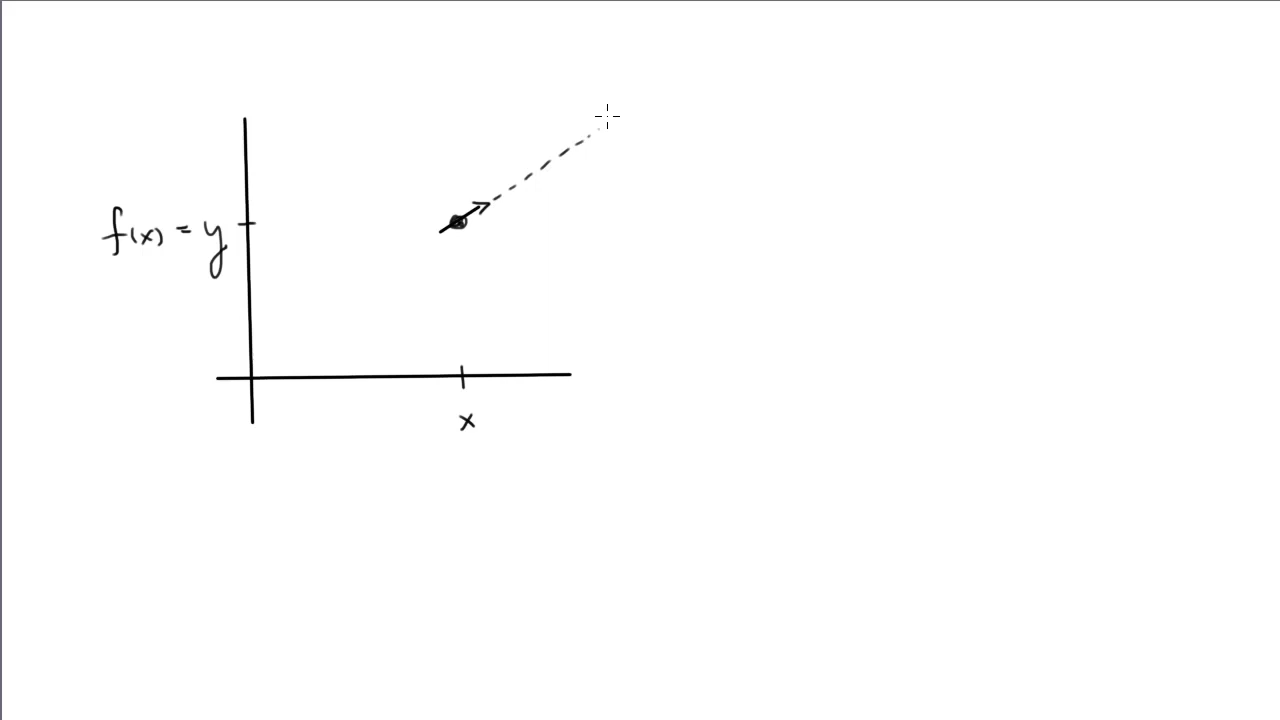 f(x) = y
x